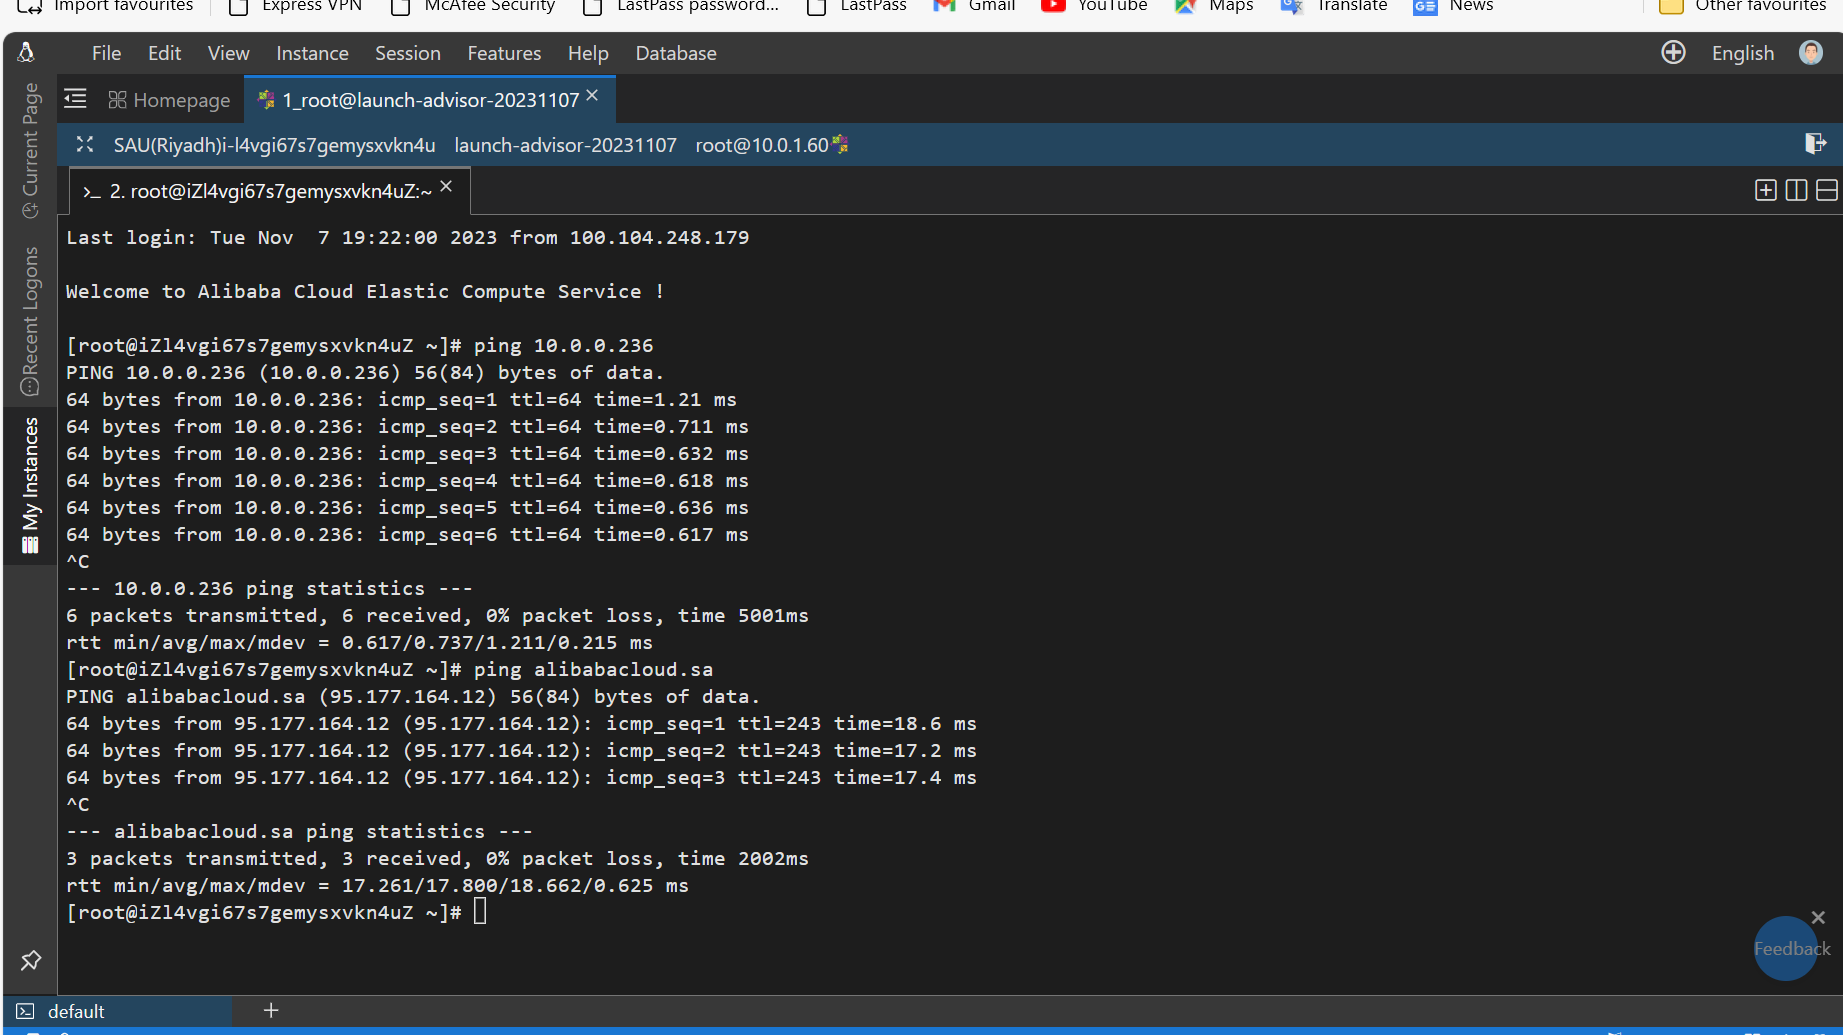 Import favourites Express VPN McAfee Security LastPass password... LastPass Gmail YouTube Maps Translate News Other favourites
File Edit View Instance Session Features Help Database English
Homepage 1_root@launch-advisor-20231107
SAU(Riyadh)i-l4vgi67s7gemysxvkn4u launch-advisor-20231107 root@10.0.1.60
>_ 2. root@iZl4vgi67s7gemysxvkn4uZ:~
Current Page
Recent Logons
My Instances
Last login: Tue Nov  7 19:22:00 2023 from 100.104.248.179
Welcome to Alibaba Cloud Elastic Compute Service !
[root@iZl4vgi67s7gemysxvkn4uZ ~]# ping 10.0.0.236
PING 10.0.0.236 (10.0.0.236) 56(84) bytes of data.
64 bytes from 10.0.0.236: icmp_seq=1 ttl=64 time=1.21 ms
64 bytes from 10.0.0.236: icmp_seq=2 ttl=64 time=0.711 ms
64 bytes from 10.0.0.236: icmp_seq=3 ttl=64 time=0.632 ms
64 bytes from 10.0.0.236: icmp_seq=4 ttl=64 time=0.618 ms
64 bytes from 10.0.0.236: icmp_seq=5 ttl=64 time=0.636 ms
64 bytes from 10.0.0.236: icmp_seq=6 ttl=64 time=0.617 ms
^C
--- 10.0.0.236 ping statistics ---
6 packets transmitted, 6 received, 0% packet loss, time 5001ms
rtt min/avg/max/mdev = 0.617/0.737/1.211/0.215 ms
[root@iZl4vgi67s7gemysxvkn4uZ ~]# ping alibabacloud.sa
PING alibabacloud.sa (95.177.164.12) 56(84) bytes of data.
64 bytes from 95.177.164.12 (95.177.164.12): icmp_seq=1 ttl=243 time=18.6 ms
64 bytes from 95.177.164.12 (95.177.164.12): icmp_seq=2 ttl=243 time=17.2 ms
64 bytes from 95.177.164.12 (95.177.164.12): icmp_seq=3 ttl=243 time=17.4 ms
^C
--- alibabacloud.sa ping statistics ---
3 packets transmitted, 3 received, 0% packet loss, time 2002ms
rtt min/avg/max/mdev = 17.261/17.800/18.662/0.625 ms
[root@iZl4vgi67s7gemysxvkn4uZ ~]#
Feedback
default